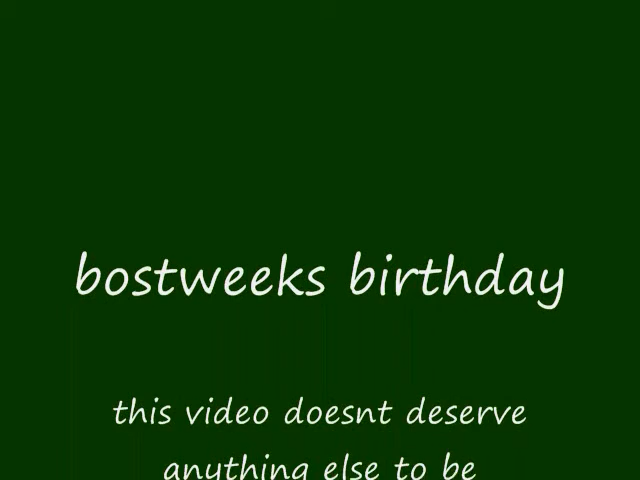 bostweeks birthday
this video doesnt deserve
anything else to be